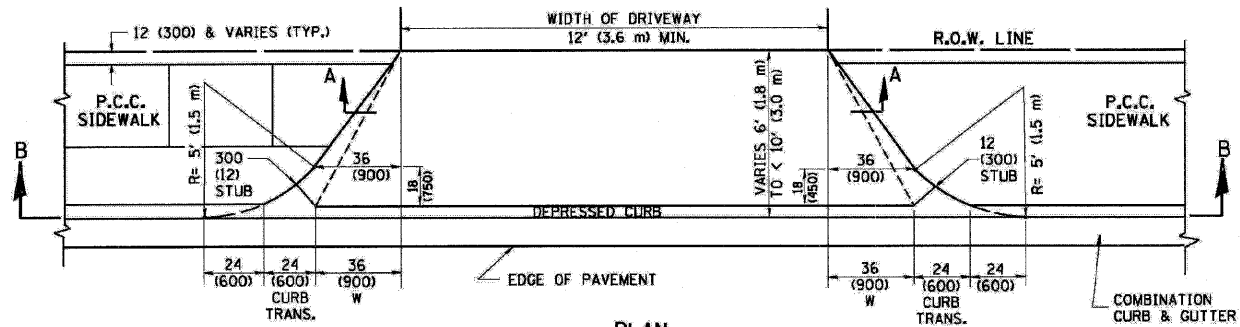 12 (300) & VARIES (TYP.)
WIDTH OF DRIVEWAY
12' (3.6 m) MIN.
R.O.W. LINE
A
A
P.C.C.
SIDEWALK
R= 5' (1.5 m)
300
(12)
STUB
36
(900)
18
(750)
VARIES 6' (1.8 m)
TO < 10' (3.0 m)
36
(900)
18
(450)
12
(300)
STUB
R= 5' (1.5 m)
P.C.C.
SIDEWALK
B
B
DEPRESSED CURB
24
(600)
24
(600)
CURB
TRANS.
36
(900)
W
EDGE OF PAVEMENT
36
(900)
W
24
(600)
CURB
TRANS.
24
(600)
COMBINATION
CURB & GUTTER
PLAN